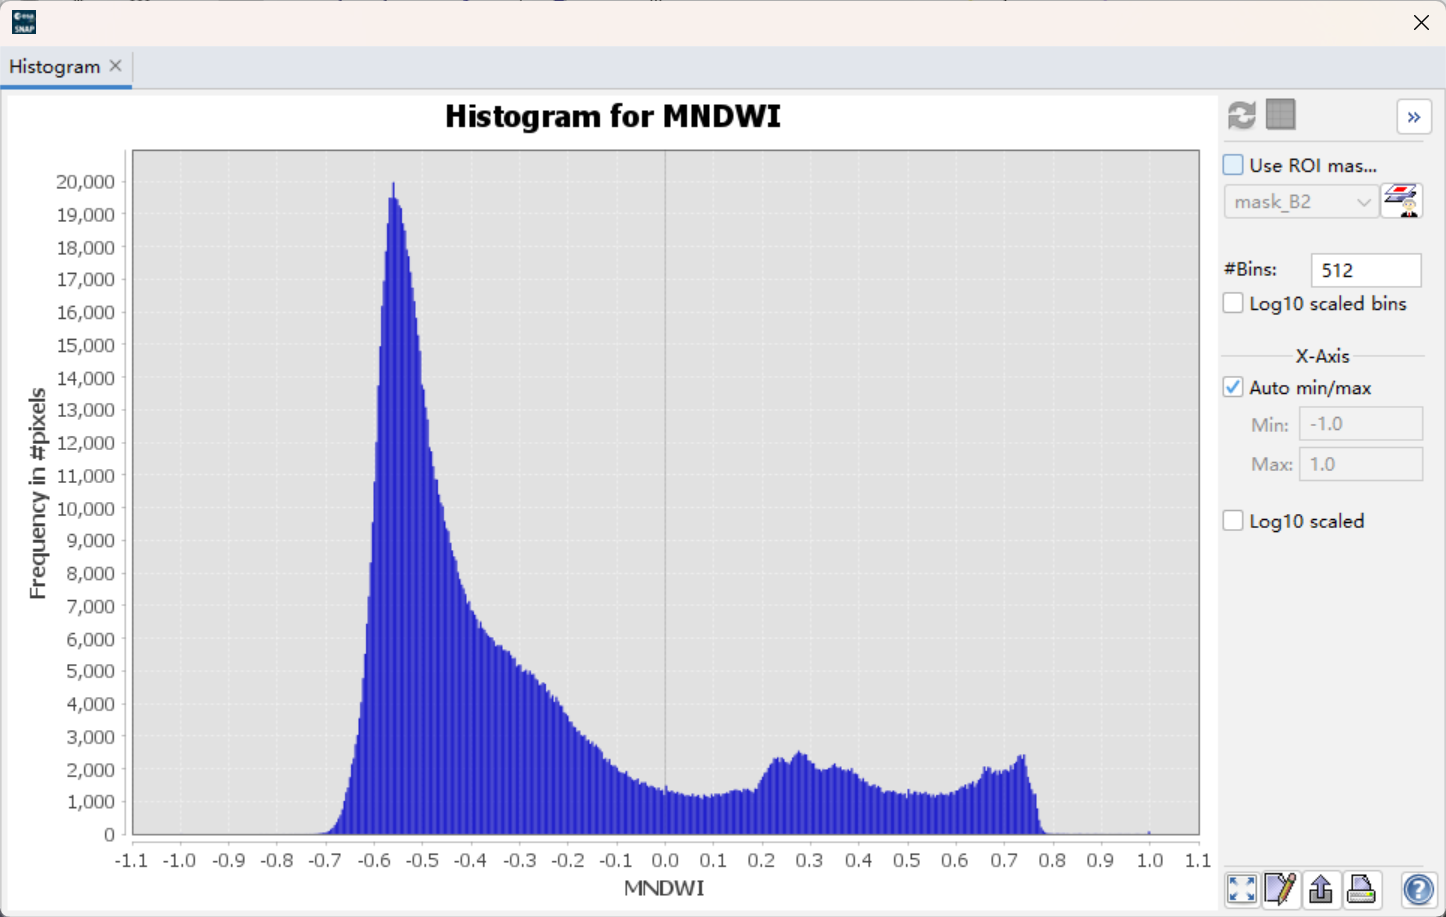 esa
SNAP
Histogram
Histogram for MNDWI
Frequency in #pixels
20,000
19,000
18,000
17,000
16,000
15,000
14,000
13,000
12,000
11,000
10,000
9,000
8,000
7,000
6,000
5,000
4,000
3,000
2,000
1,000
0
-1.1 -1.0 -0.9 -0.8 -0.7 -0.6 -0.5 -0.4 -0.3 -0.2 -0.1 0.0 0.1 0.2 0.3 0.4 0.5 0.6 0.7 0.8 0.9 1.0 1.1
MNDWI
Use ROI mas...
mask_B2
#Bins: 512
Log10 scaled bins
X-Axis
Auto min/max
Min: -1.0
Max: 1.0
Log10 scaled